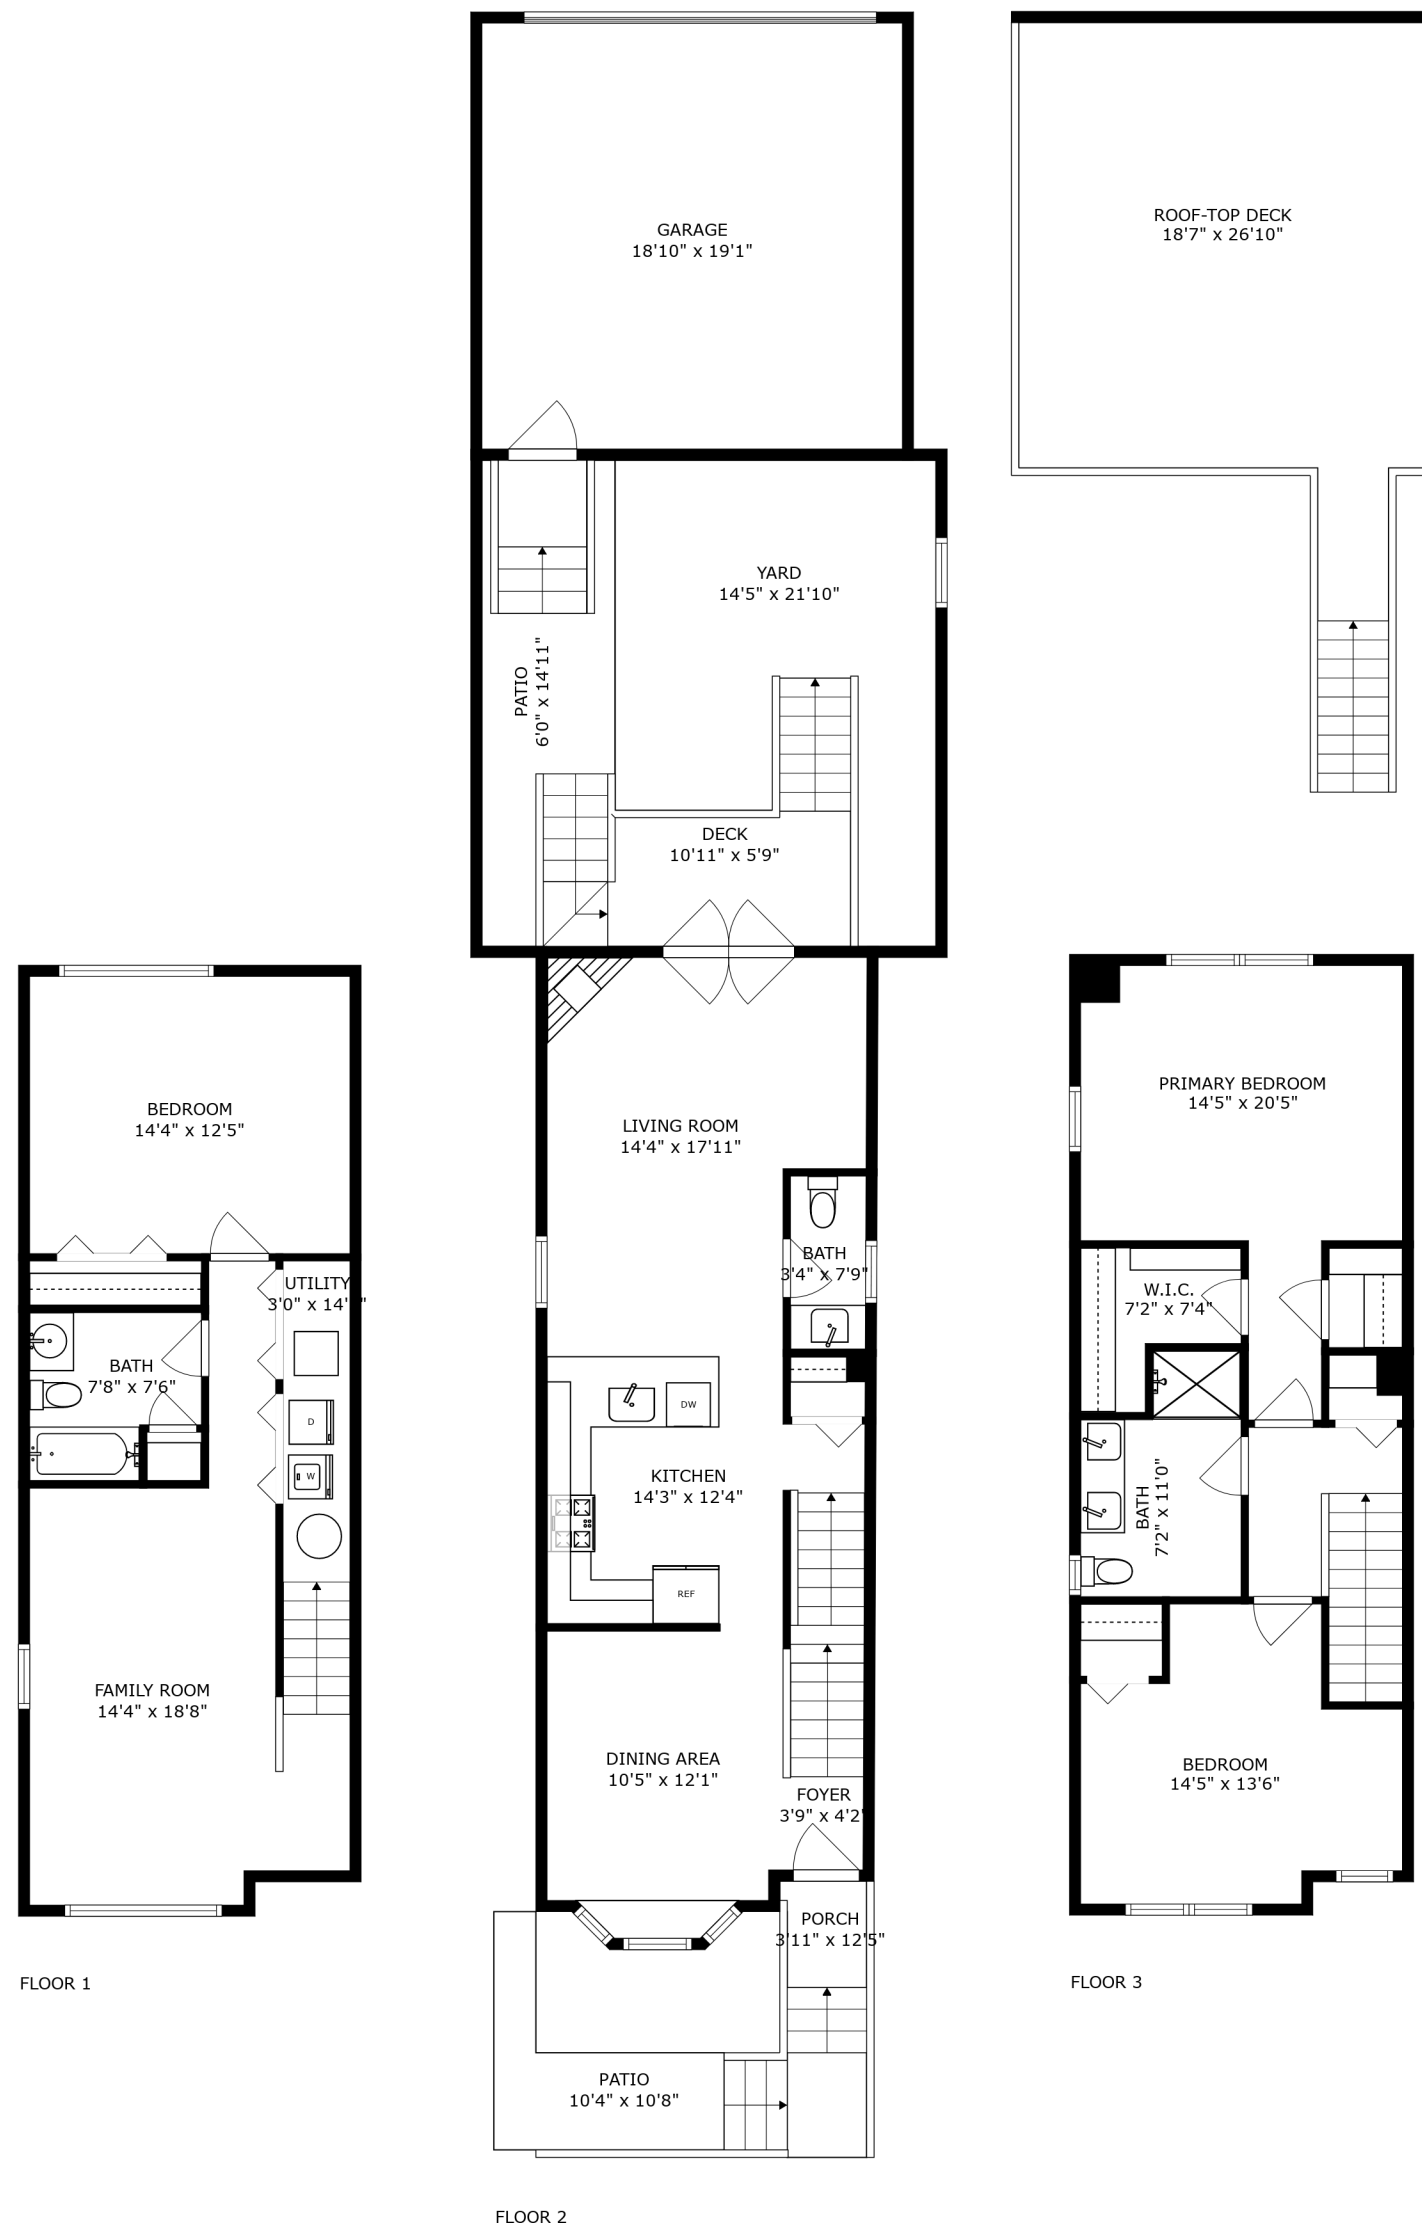 GARAGE
18'10" x 19'1"
ROOF-TOP DECK
18'7" x 26'10"
YARD
14'5" x 21'10"
PATIO
6'0" x 14'11"
DECK
10'11" x 5'9"
BEDROOM
14'4" x 12'5"
UTILITY
3'0" x
BATH
7'8" x 7'6"
D
W
FAMILY ROOM
14'4" x 18'8"
FLOOR 1
LIVING ROOM
14'4" x 17'11"
BATH
3'4" x 7'9"
DW
KITCHEN
14'3" x 12'4"
REF
DINING AREA
10'5" x 12'1"
FOYER
3'9" x 4'2"
PORCH
3'11" x 12'5"
PATIO
10'4" x 10'8"
FLOOR 2
PRIMARY BEDROOM
14'5" x 20'5"
W.I.C.
7'2" x 7'4"
BATH
7'2" x 11'0"
BEDROOM
14'5" x 13'6"
FLOOR 3